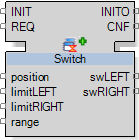 INIT INITO
REQ CNF
Switch
position swLEFT
limitLEFT swRIGHT
limitRIGHT
range